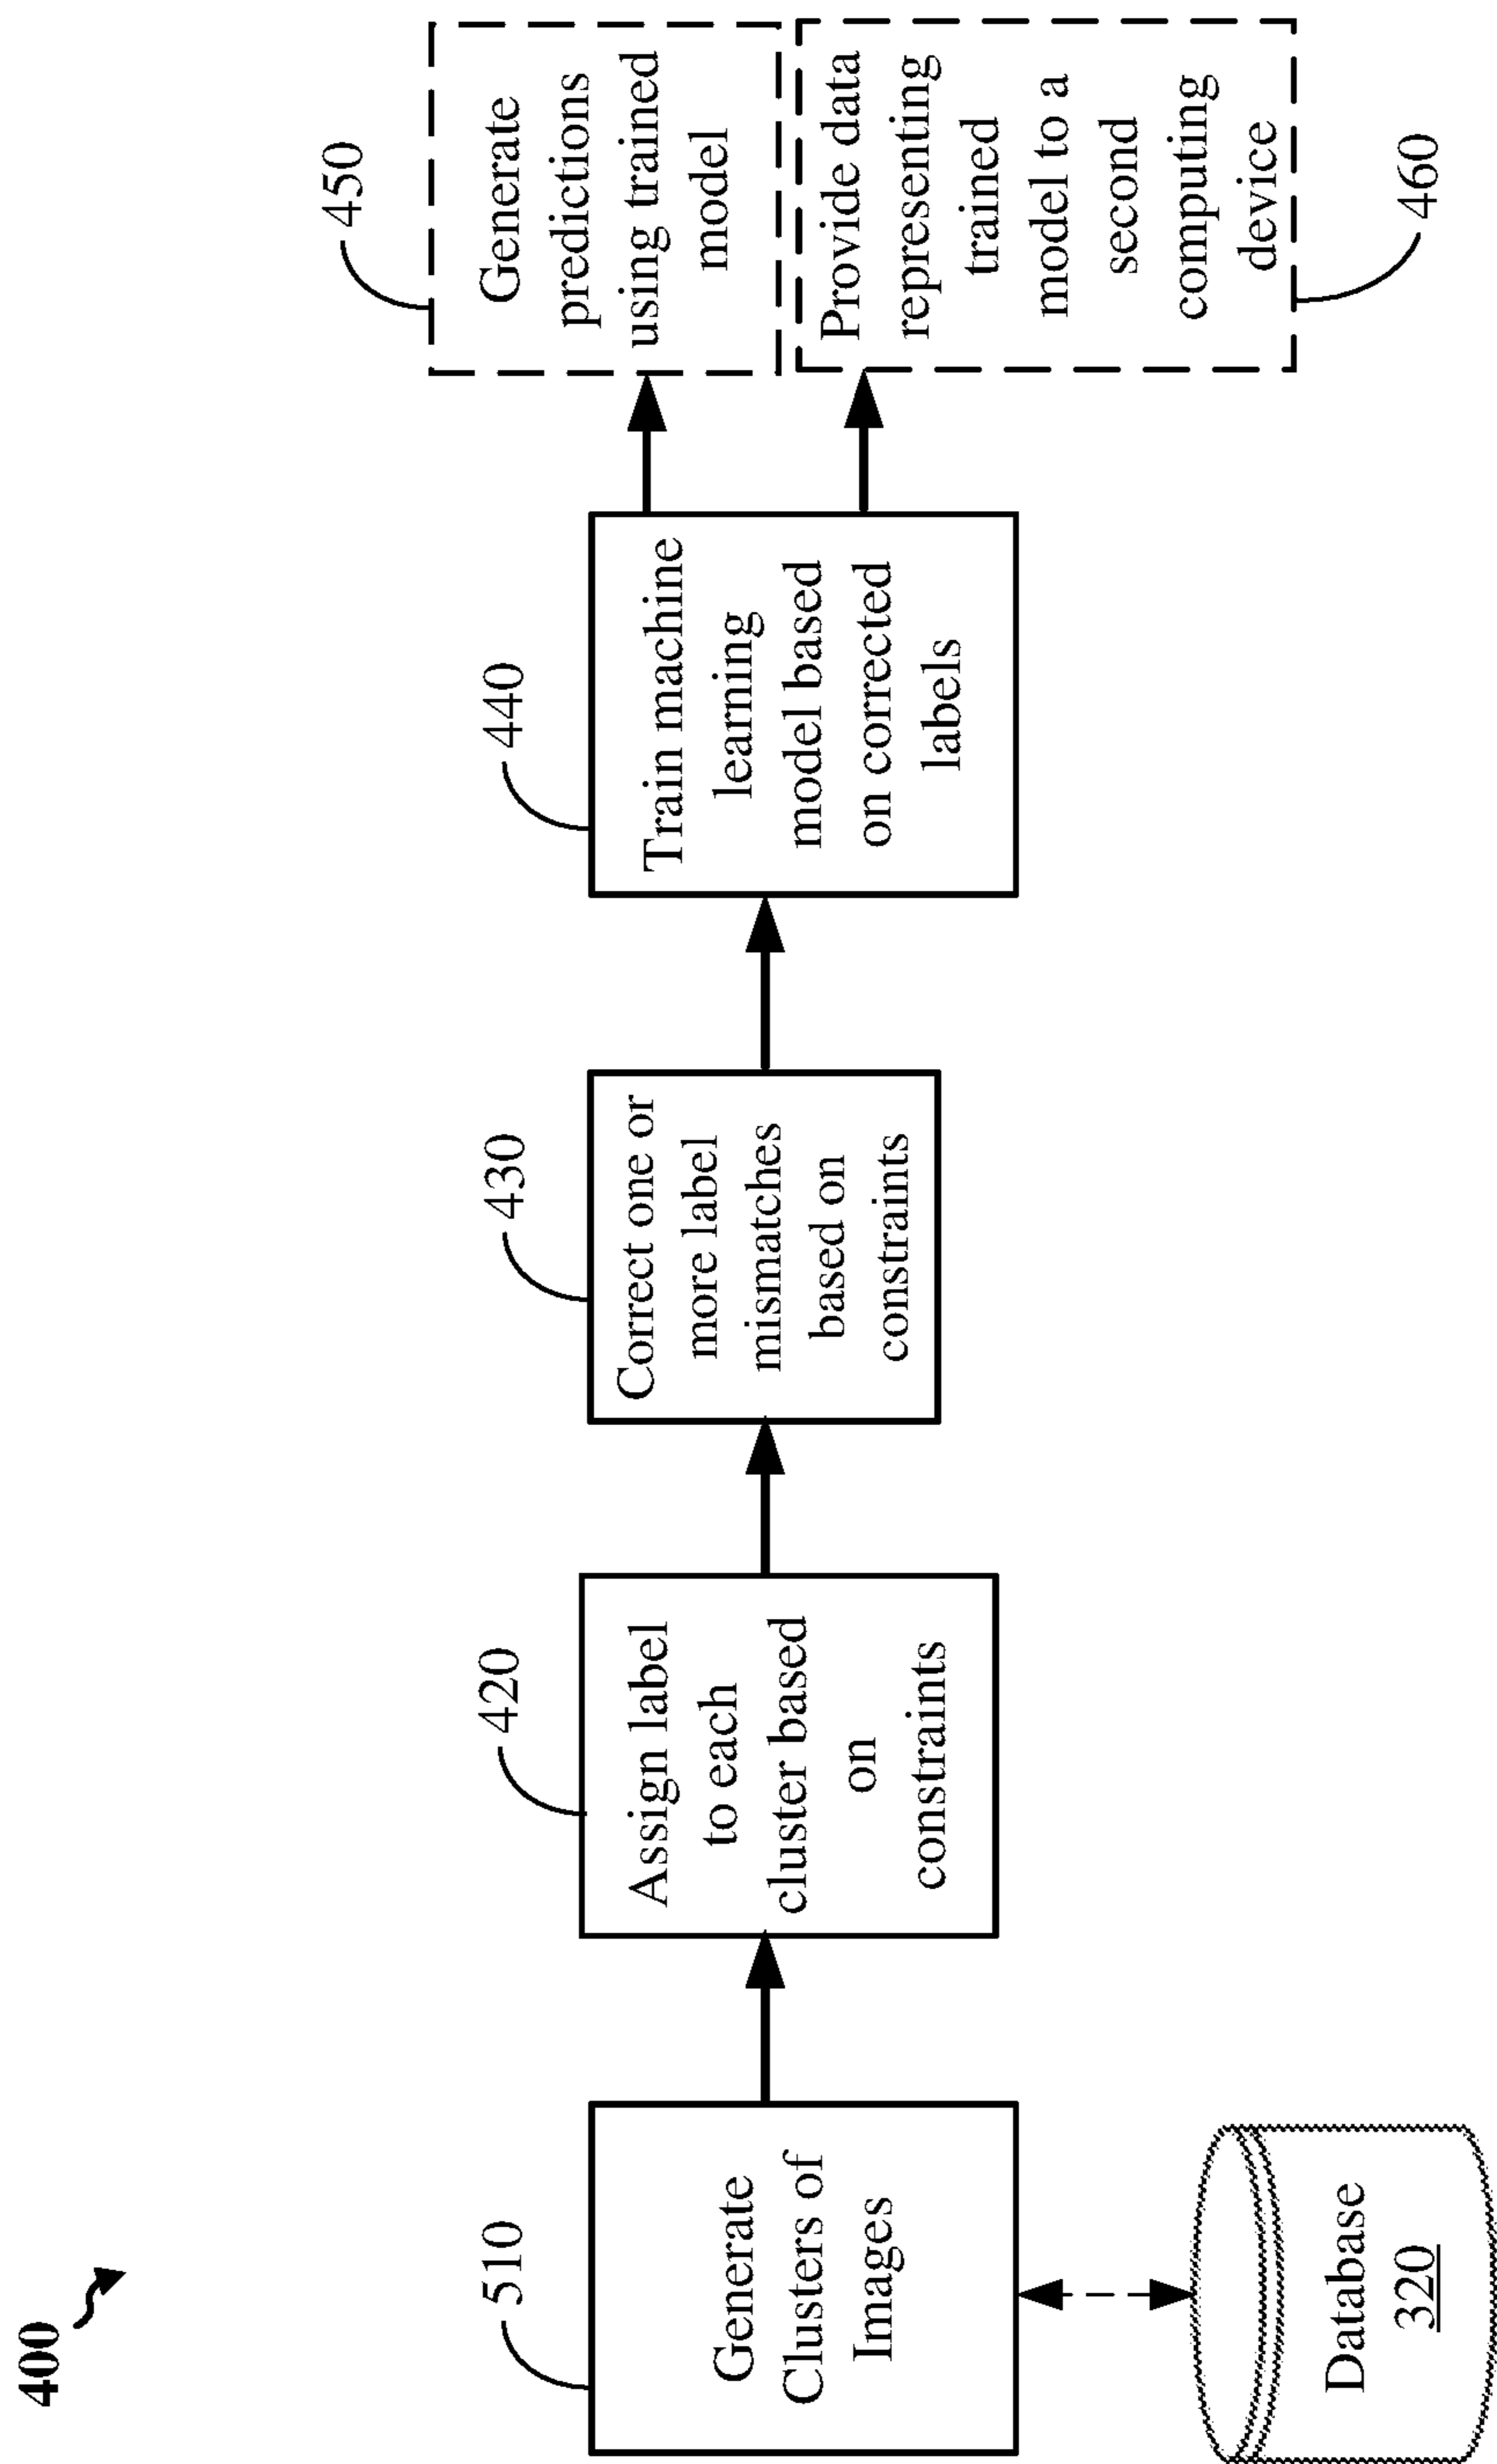 400
510
Generate
Clusters of
Images
Database
320
420
Assign label
to each
cluster based
on
constraints
430
Correct one or
more label
mismatches
based on
constraints
440
Train machine
learning
model based
on corrected
labels
450
Generate
predictions
using trained
model
Provide data
representing
trained
model to a
second
computing
device
460